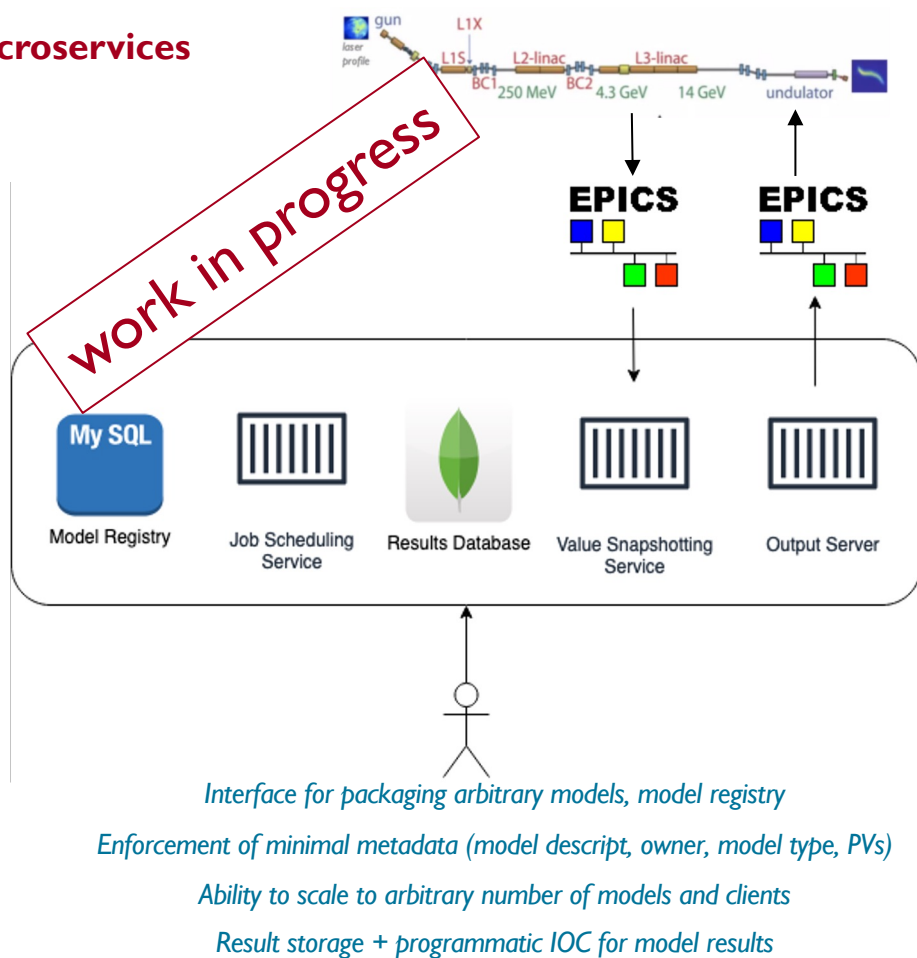 croservices
laser
profile
gun
L1X
L1S
BC1
L2-linac
250 MeV
BC2
L3-linac
4.3 GeV
14 GeV
undulator
work in progress
EPICS
EPICS
My SQL
Model Registry
Job Scheduling
Service
Results Database
Value Snapshotting
Service
Output Server
Interface for packaging arbitrary models, model registry
Enforcement of minimal metadata (model descript, owner, model type, PVs)
Ability to scale to arbitrary number of models and clients
Result storage + programmatic IOC for model results